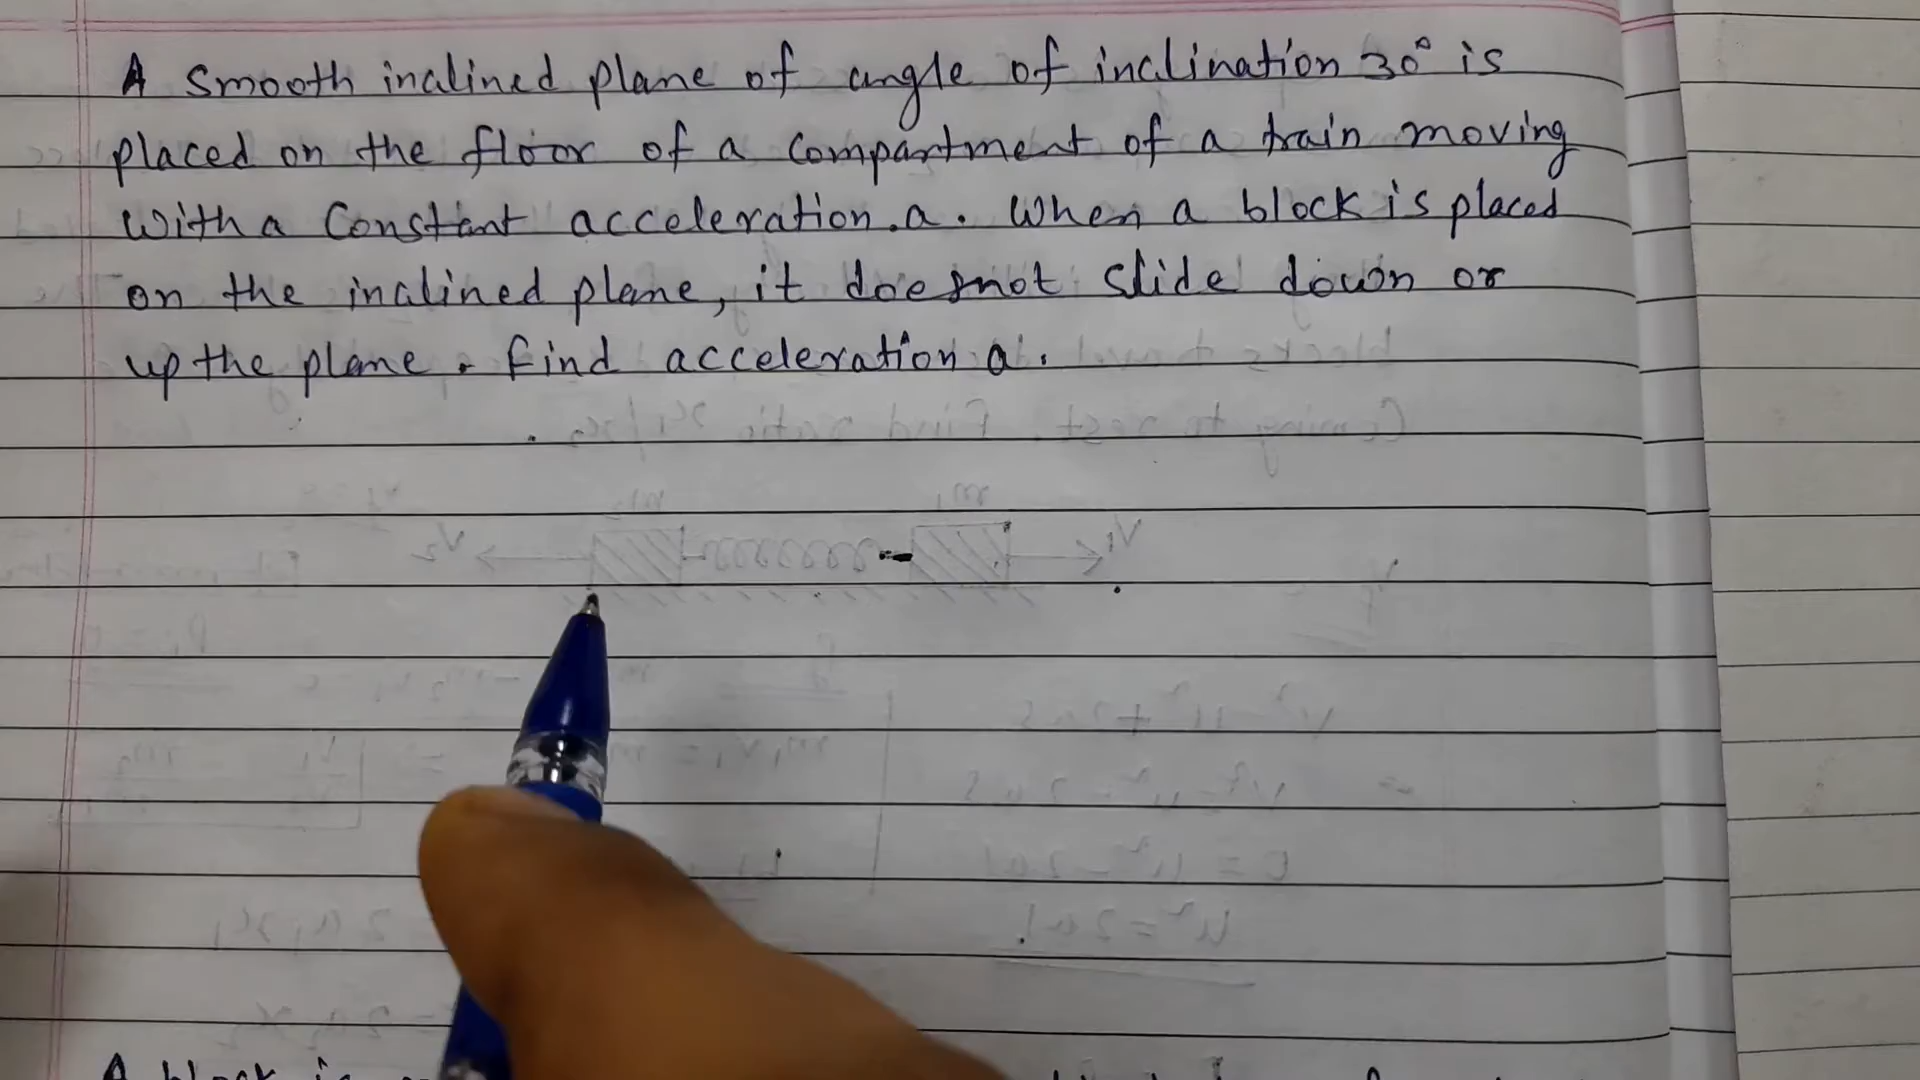 A smooth inclined plane of angle of inclination 30° is
placed on the floor of a compartment of a train moving
with a constant acceleration.a. When a block is placed
on the inclined plane, it does not slide down or
up the plane. find acceleration a.
A block is